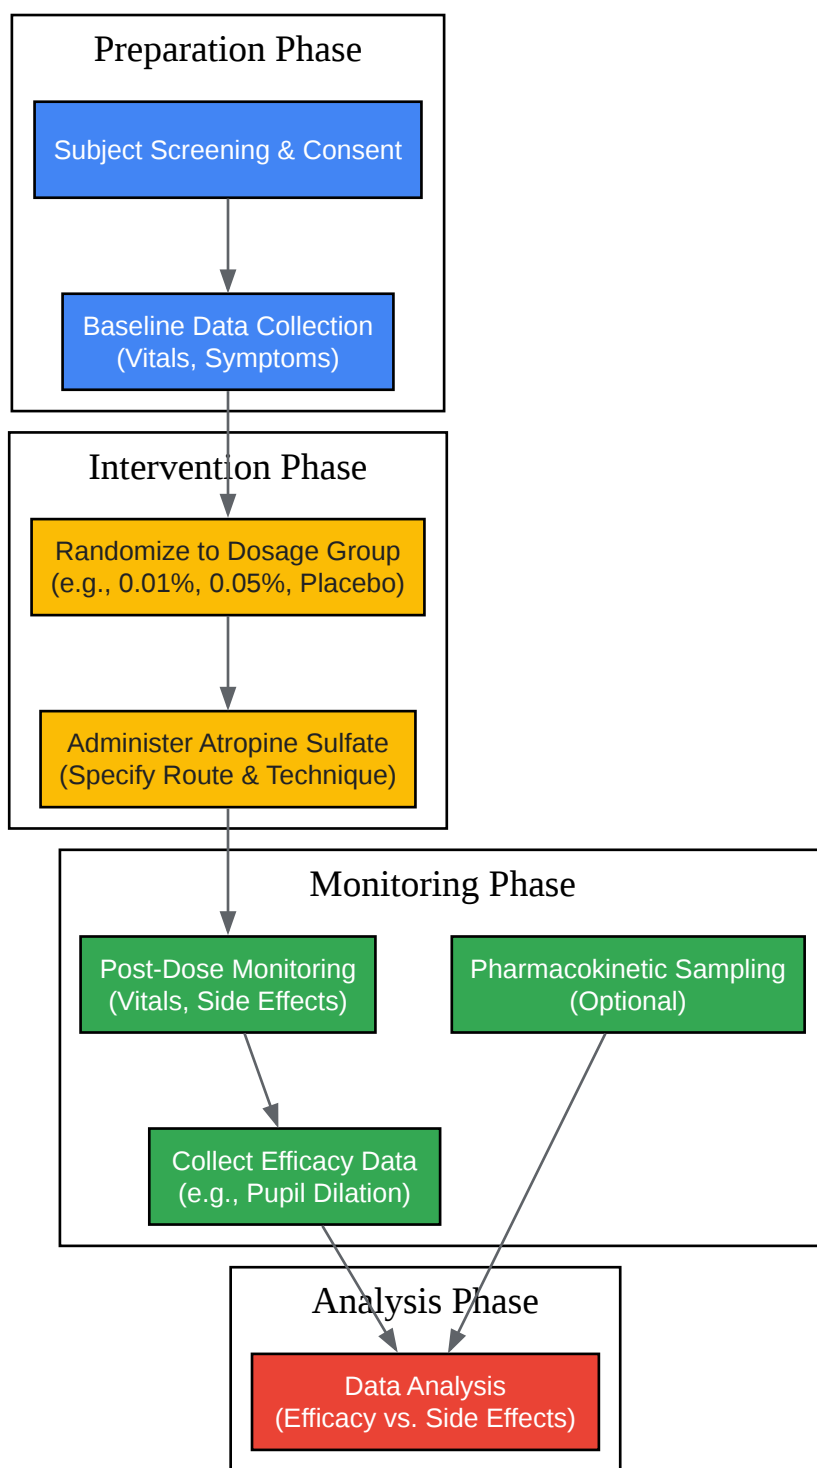 Preparation Phase
Subject Screening & Consent
Baseline Data Collection
(Vitals, Symptoms)
Intervention Phase
Randomize to Dosage Group
(e.g., 0.01%, 0.05%, Placebo)
Administer Atropine Sulfate
(Specify Route & Technique)
Monitoring Phase
Post-Dose Monitoring
(Vitals, Side Effects)
Pharmacokinetic Sampling
(Optional)
Collect Efficacy Data
(e.g., Pupil Dilation)
Analysis Phase
Data Analysis
(Efficacy vs. Side Effects)